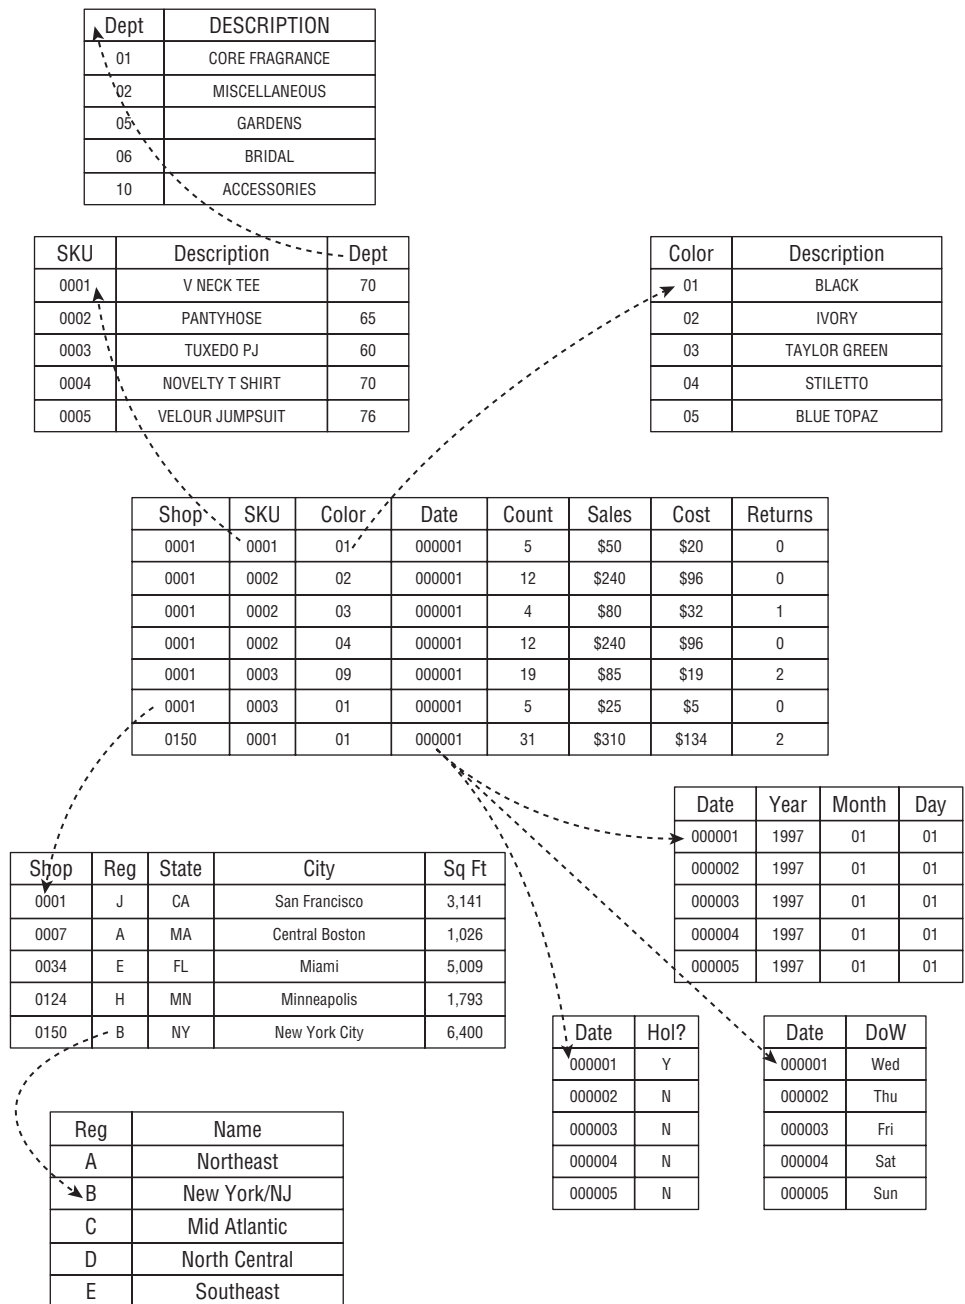 Dept DESCRIPTION
01 CORE FRAGRANCE
02 MISCELLANEOUS
05 GARDENS
06 BRIDAL
10 ACCESSORIES
SKU Description Dept
0001 V NECK TEE 70
0002 PANTYHOSE 65
0003 TUXEDO PJ 60
0004 NOVELTY T SHIRT 70
0005 VELOUR JUMPSUIT 76
Color Description
01 BLACK
02 IVORY
03 TAYLOR GREEN
04 STILETTO
05 BLUE TOPAZ
Shop SKU Color Date Count Sales Cost Returns
0001 0001 01 000001 5 $50 $20 0
0001 0002 02 000001 12 $240 $96 0
0001 0002 03 000001 4 $80 $32 1
0001 0002 04 000001 12 $240 $96 0
0001 0003 09 000001 19 $85 $19 2
0001 0003 01 000001 5 $25 $5 0
0150 0001 01 000001 31 $310 $134 2
Date Year Month Day
000001 1997 01 01
000002 1997 01 01
000003 1997 01 01
000004 1997 01 01
000005 1997 01 01
Shop Reg State City Sq Ft
0001 J CA San Francisco 3,141
0007 A MA Central Boston 1,026
0034 E FL Miami 5,009
0124 H MN Minneapolis 1,793
0150 B NY New York City 6,400
Date Hol?
000001 Y
000002 N
000003 N
000004 N
000005 N
Date DoW
000001 Wed
000002 Thu
000003 Fri
000004 Sat
000005 Sun
Reg Name
A Northeast
B New York/NJ
C Mid Atlantic
D North Central
E Southeast